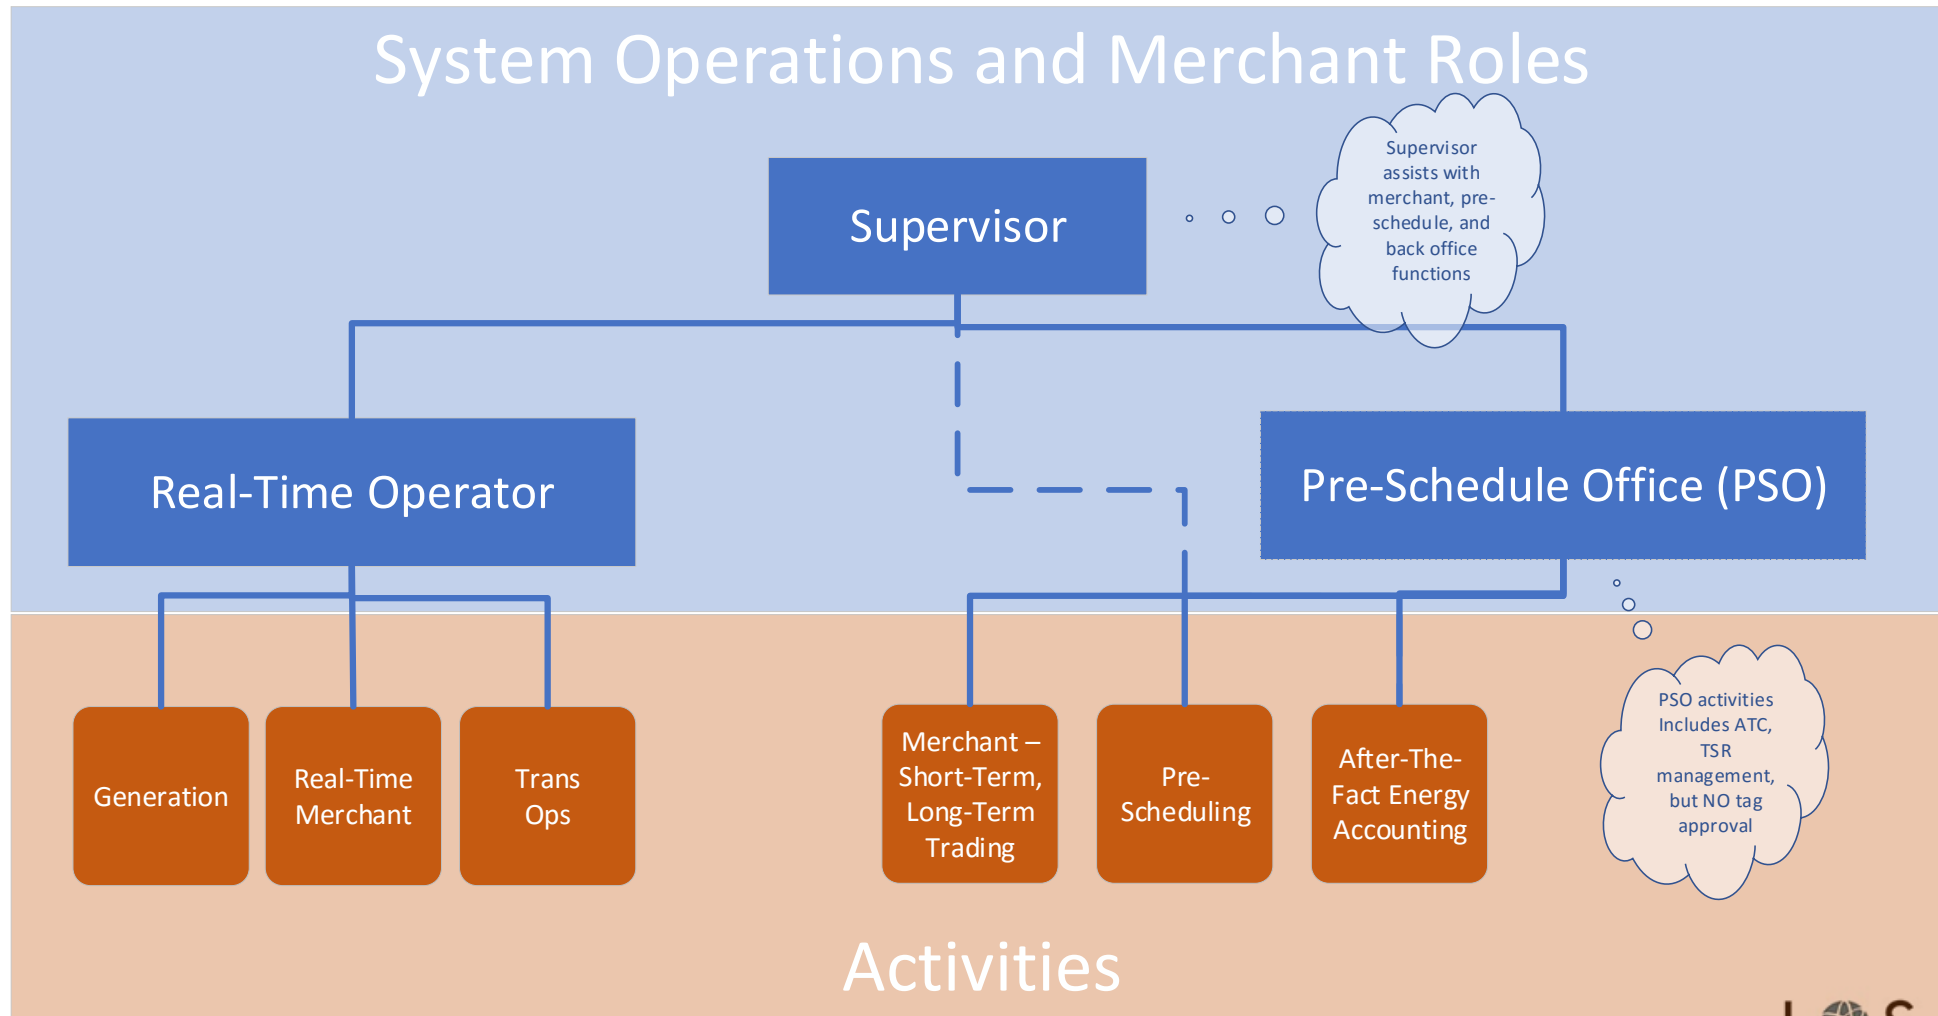 System Operations and Merchant Roles
Supervisor
assists with
merchant, pre-
schedule, and
back office
functions
Supervisor
Real-Time Operator
Pre-Schedule Office (PSO)
Generation
Real-Time
Merchant
Trans
Ops
Merchant –
Short-Term,
Long-Term
Trading
Pre-
Scheduling
After-The-
Fact Energy
Accounting
PSO activities
Includes ATC,
TSR
management,
but NO tag
approval
Activities